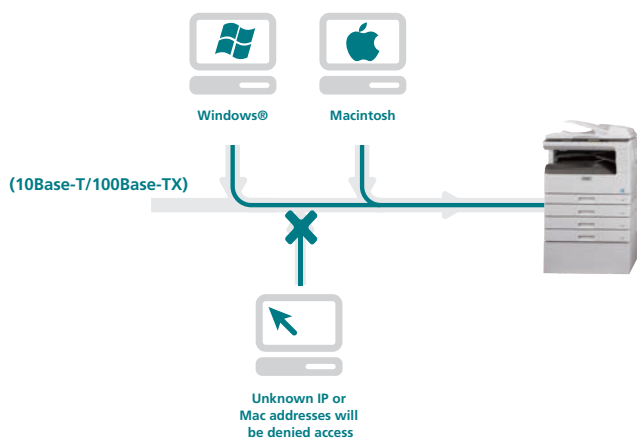 Windows®
Macintosh
(10Base-T/100Base-TX)
Unknown IP or
Mac addresses will
be denied access